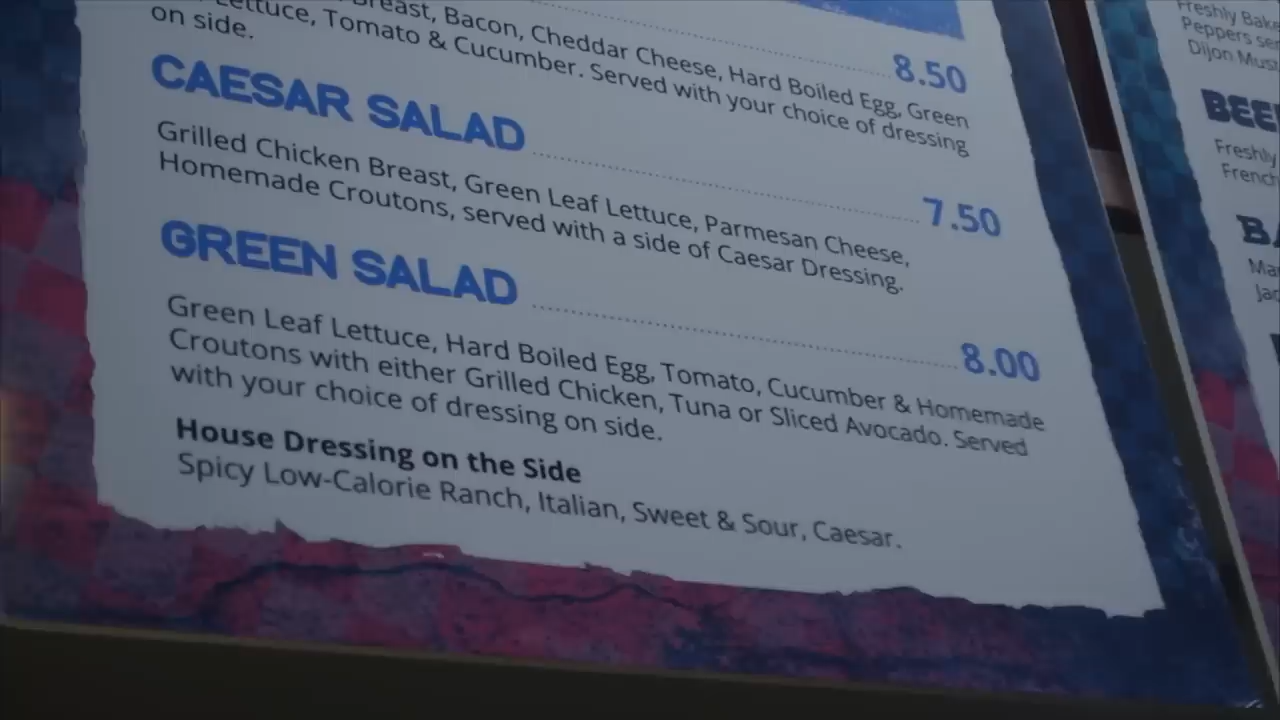 Breast, Bacon, Cheddar Cheese, Hard Boiled Egg, Green
Lettuce, Tomato & Cucumber. Served with your choice of dressing
on side.
8.50
CAESAR SALAD
7.50
Grilled Chicken Breast, Green Leaf Lettuce, Parmesan Cheese,
Homemade Croutons, served with a side of Caesar Dressing.
GREEN SALAD
8.00
Green Leaf Lettuce, Hard Boiled Egg, Tomato, Cucumber & Homemade
Croutons with either Grilled Chicken, Tuna or Sliced Avocado. Served
with your choice of dressing on side.
House Dressing on the Side
Spicy Low-Calorie Ranch, Italian, Sweet & Sour, Caesar.
Freshly
Peppers
Dijon
Freshly
French